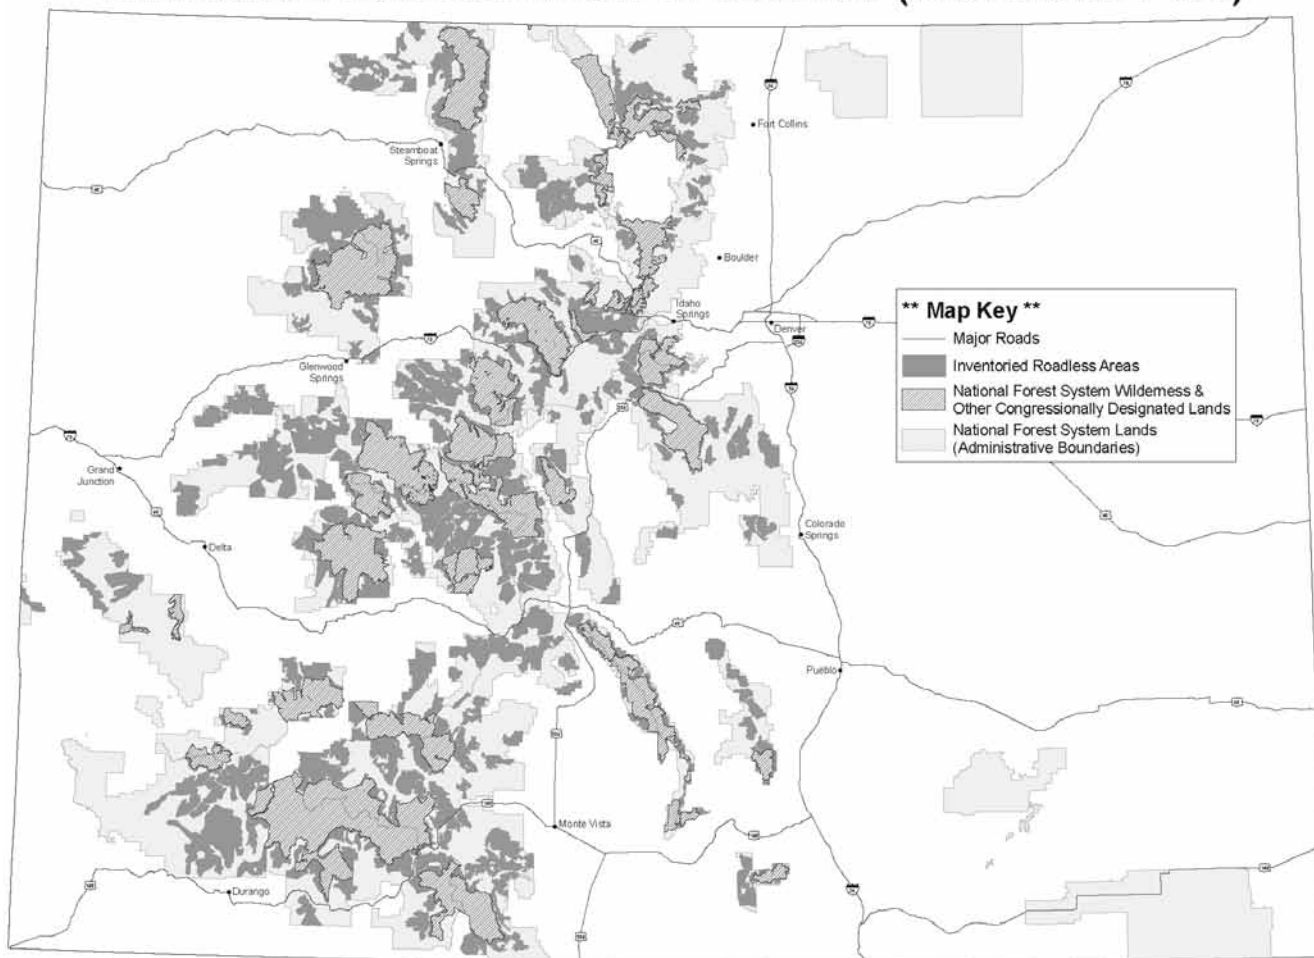 Fort Collins
Steamboat
Springs
Boulder
Idaho
Springs
Denver
Glenwood
Springs
** Map Key **
Major Roads
Inventoried Roadless Areas
National Forest System Wilderness &
Other Congressionally Designated Lands
National Forest System Lands
(Administrative Boundaries)
Grand
Junction
Delta
Colorado
Springs
Pueblo
Monte Vista
Durango